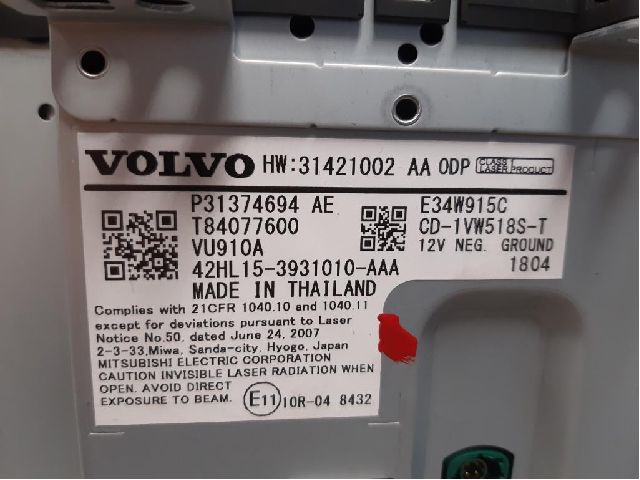 VOLVO HW:31421002 AA ODP CLASS 1 LASER PRODUCT
P31374694 AE
T84077600
VU910A
42HL15-3931010-AAA
MADE IN THAILAND
E34W915C
CD-1VW518S-T
12V NEG. GROUND
1804
Complies with 21CFR 1040.10 and 1040.11
except for deviations pursuant to Laser
Notice No.50, dated June 24, 2007
2-3-33,Miwa, Sanda-city, Hyogo, Japan
MITSUBISHI ELECTRIC CORPORATION
CAUTION INVISIBLE LASER RADIATION WHEN
OPEN. AVOID DIRECT
EXPOSURE TO BEAM. E11 10R-04 8432